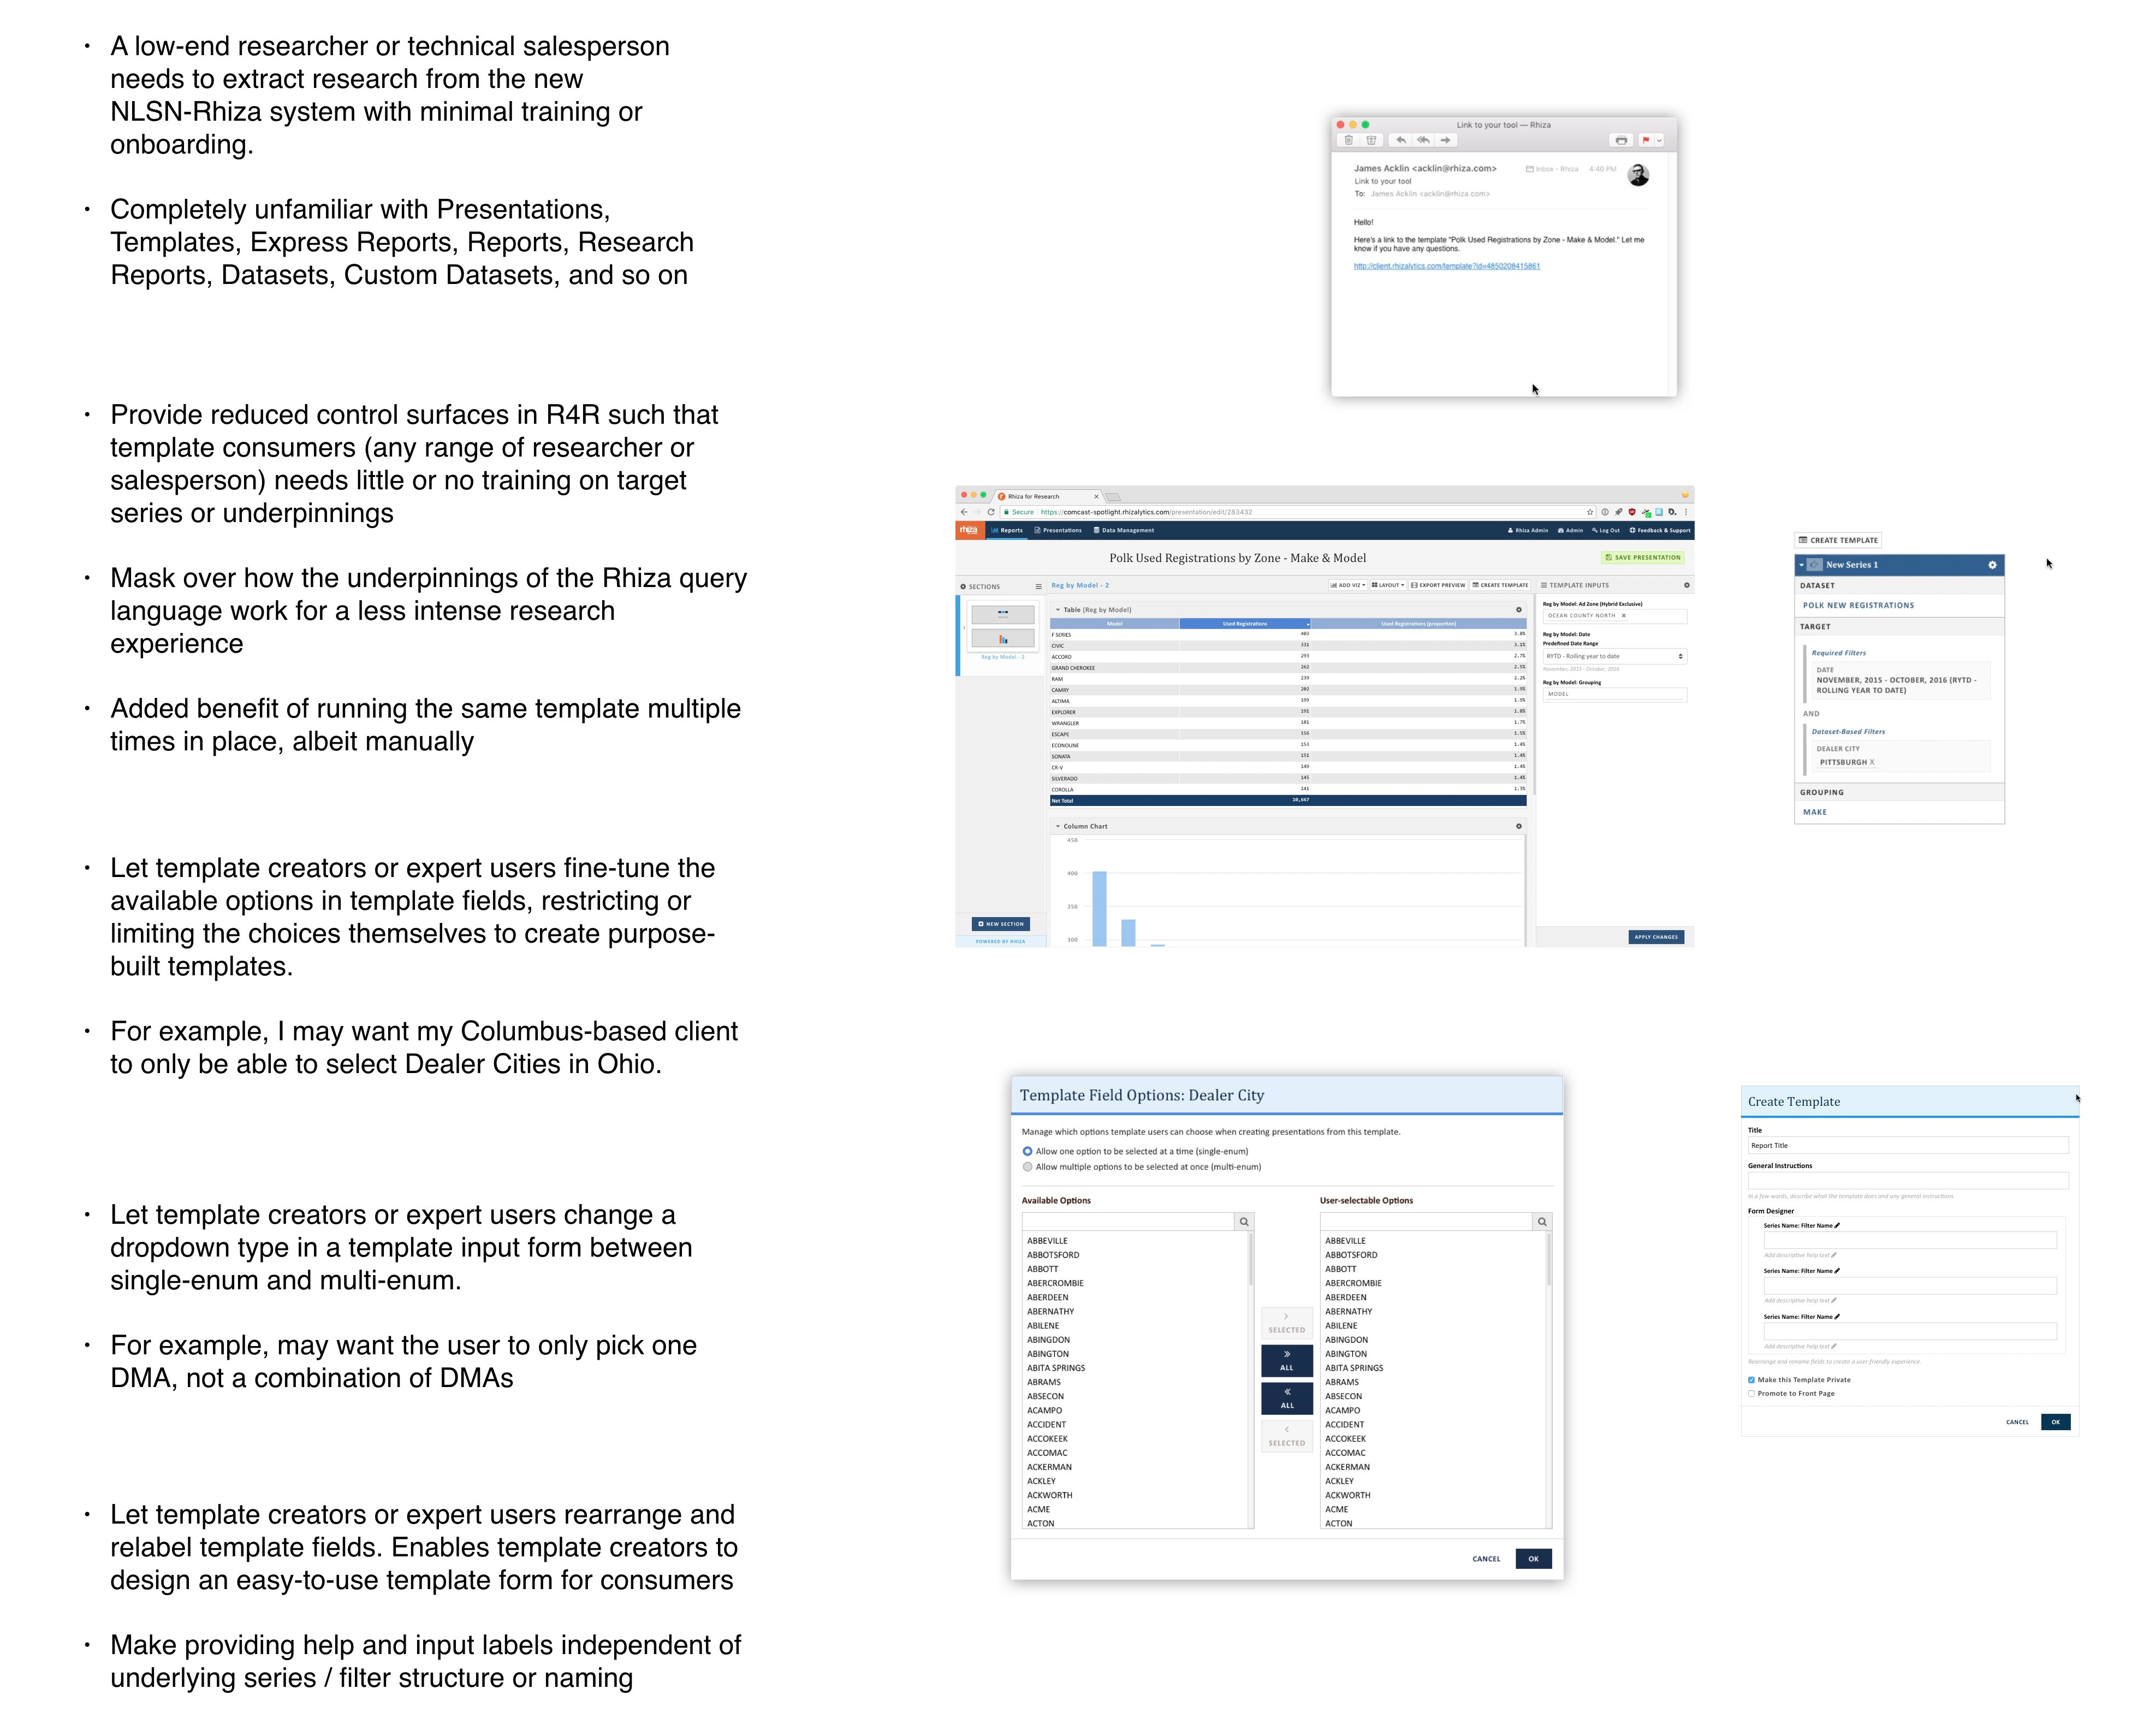 • A low-end researcher or technical salesperson
needs to extract research from the new
NLSN-Rhiza system with minimal training or
onboarding.
• Completely unfamiliar with Presentations,
Templates, Express Reports, Reports, Research
Reports, Datasets, Custom Datasets, and so on
• Provide reduced control surfaces in R4R such that
template consumers (any range of researcher or
salesperson) needs little or no training on target
series or underpinnings
• Mask over how the underpinnings of the Rhiza query
language work for a less intense research
experience
• Added benefit of running the same template multiple
times in place, albeit manually
• Let template creators or expert users fine-tune the
available options in template fields, restricting or
limiting the choices themselves to create purpose-
built templates.
• For example, I may want my Columbus-based client
to only be able to select Dealer Cities in Ohio.
• Let template creators or expert users change a
dropdown type in a template input form between
single-enum and multi-enum.
• For example, may want the user to only pick one
DMA, not a combination of DMAs
• Let template creators or expert users rearrange and
relabel template fields. Enables template creators to
design an easy-to-use template form for consumers
• Make providing help and input labels independent of
underlying series / filter structure or naming
Link to your tool — Rhiza
James Acklin <acklin@rhiza.com>
Inbox - Rhiza 4:40 PM
Link to your tool
To: James Acklin <acklin@rhiza.com>
Hello!
Here's a link to the template "Polk Used Registrations by Zone - Make & Model." Let me
know if you have any questions.
http://client.rhizalytics.com/template?id=4850208415861
Rhiza for Research
Secure https://comcast-spotlight.rhizalytics.com/presentation/edit/283432
rhiza Reports Presentations Data Management Rhiza Admin Admin Log Out Feedback & Support
Polk Used Registrations by Zone - Make & Model
SAVE PRESENTATION
SECTIONS
Reg by Model - 2
ADD VIZ LAYOUT EXPORT PREVIEW CREATE TEMPLATE
TEMPLATE INPUTS
Reg by Model - 2
NEW SECTION
POWERED BY RHIZA
Table (Reg by Model)
Model Used Registrations Used Registrations (proportion)
F SERIES 403 3.8%
CIVIC 331 3.1%
ACCORD 293 2.7%
GRAND CHEROKEE 262 2.5%
RAM 239 2.2%
CAMRY 202 1.9%
ALTIMA 199 1.9%
EXPLORER 191 1.8%
WRANGLER 181 1.7%
ESCAPE 156 1.5%
ECONOLINE 153 1.4%
SONATA 151 1.4%
CR-V 149 1.4%
SILVERADO 145 1.4%
COROLLA 141 1.3%
Net Total 10,667
Column Chart
450
400
350
300
Reg by Model: Ad Zone (Hybrid Exclusive)
OCEAN COUNTY NORTH ×
Reg by Model: Date
Predefined Date Range
RYTD - Rolling year to date
November, 2015 - October, 2016
Reg by Model: Grouping
MODEL
APPLY CHANGES
CREATE TEMPLATE
New Series 1
DATASET
POLK NEW REGISTRATIONS
TARGET
Required Filters
DATE
NOVEMBER, 2015 - OCTOBER, 2016 (RYTD -
ROLLING YEAR TO DATE)
AND
Dataset-Based Filters
DEALER CITY
PITTSBURGH X
GROUPING
MAKE
Template Field Options: Dealer City
Manage which options template users can choose when creating presentations from this template.
Allow one option to be selected at a time (single-enum)
Allow multiple options to be selected at once (multi-enum)
Available Options
ABBEVILLE
ABBOTSFORD
ABBOTT
ABERCROMBIE
ABERDEEN
ABERNATHY
ABILENE
ABINGDON
ABINGTON
ABITA SPRINGS
ABRAMS
ABSECON
ACAMPO
ACCIDENT
ACCOKEEK
ACCOMAC
ACKERMAN
ACKLEY
ACKWORTH
ACME
ACTON
>
SELECTED
»
ALL
«
ALL
<
SELECTED
User-selectable Options
ABBEVILLE
ABBOTSFORD
ABBOTT
ABERCROMBIE
ABERDEEN
ABERNATHY
ABILENE
ABINGDON
ABINGTON
ABITA SPRINGS
ABRAMS
ABSECON
ACAMPO
ACCIDENT
ACCOKEEK
ACCOMAC
ACKERMAN
ACKLEY
ACKWORTH
ACME
ACTON
CANCEL OK
Create Template
Title
Report Title
General Instructions
In a few words, describe what the template does and any general instructions.
Form Designer
Series Name: Filter Name
Add descriptive help text
Series Name: Filter Name
Add descriptive help text
Series Name: Filter Name
Add descriptive help text
Rearrange and rename fields to create a user-friendly experience.
Make this Template Private
Promote to Front Page
CANCEL OK